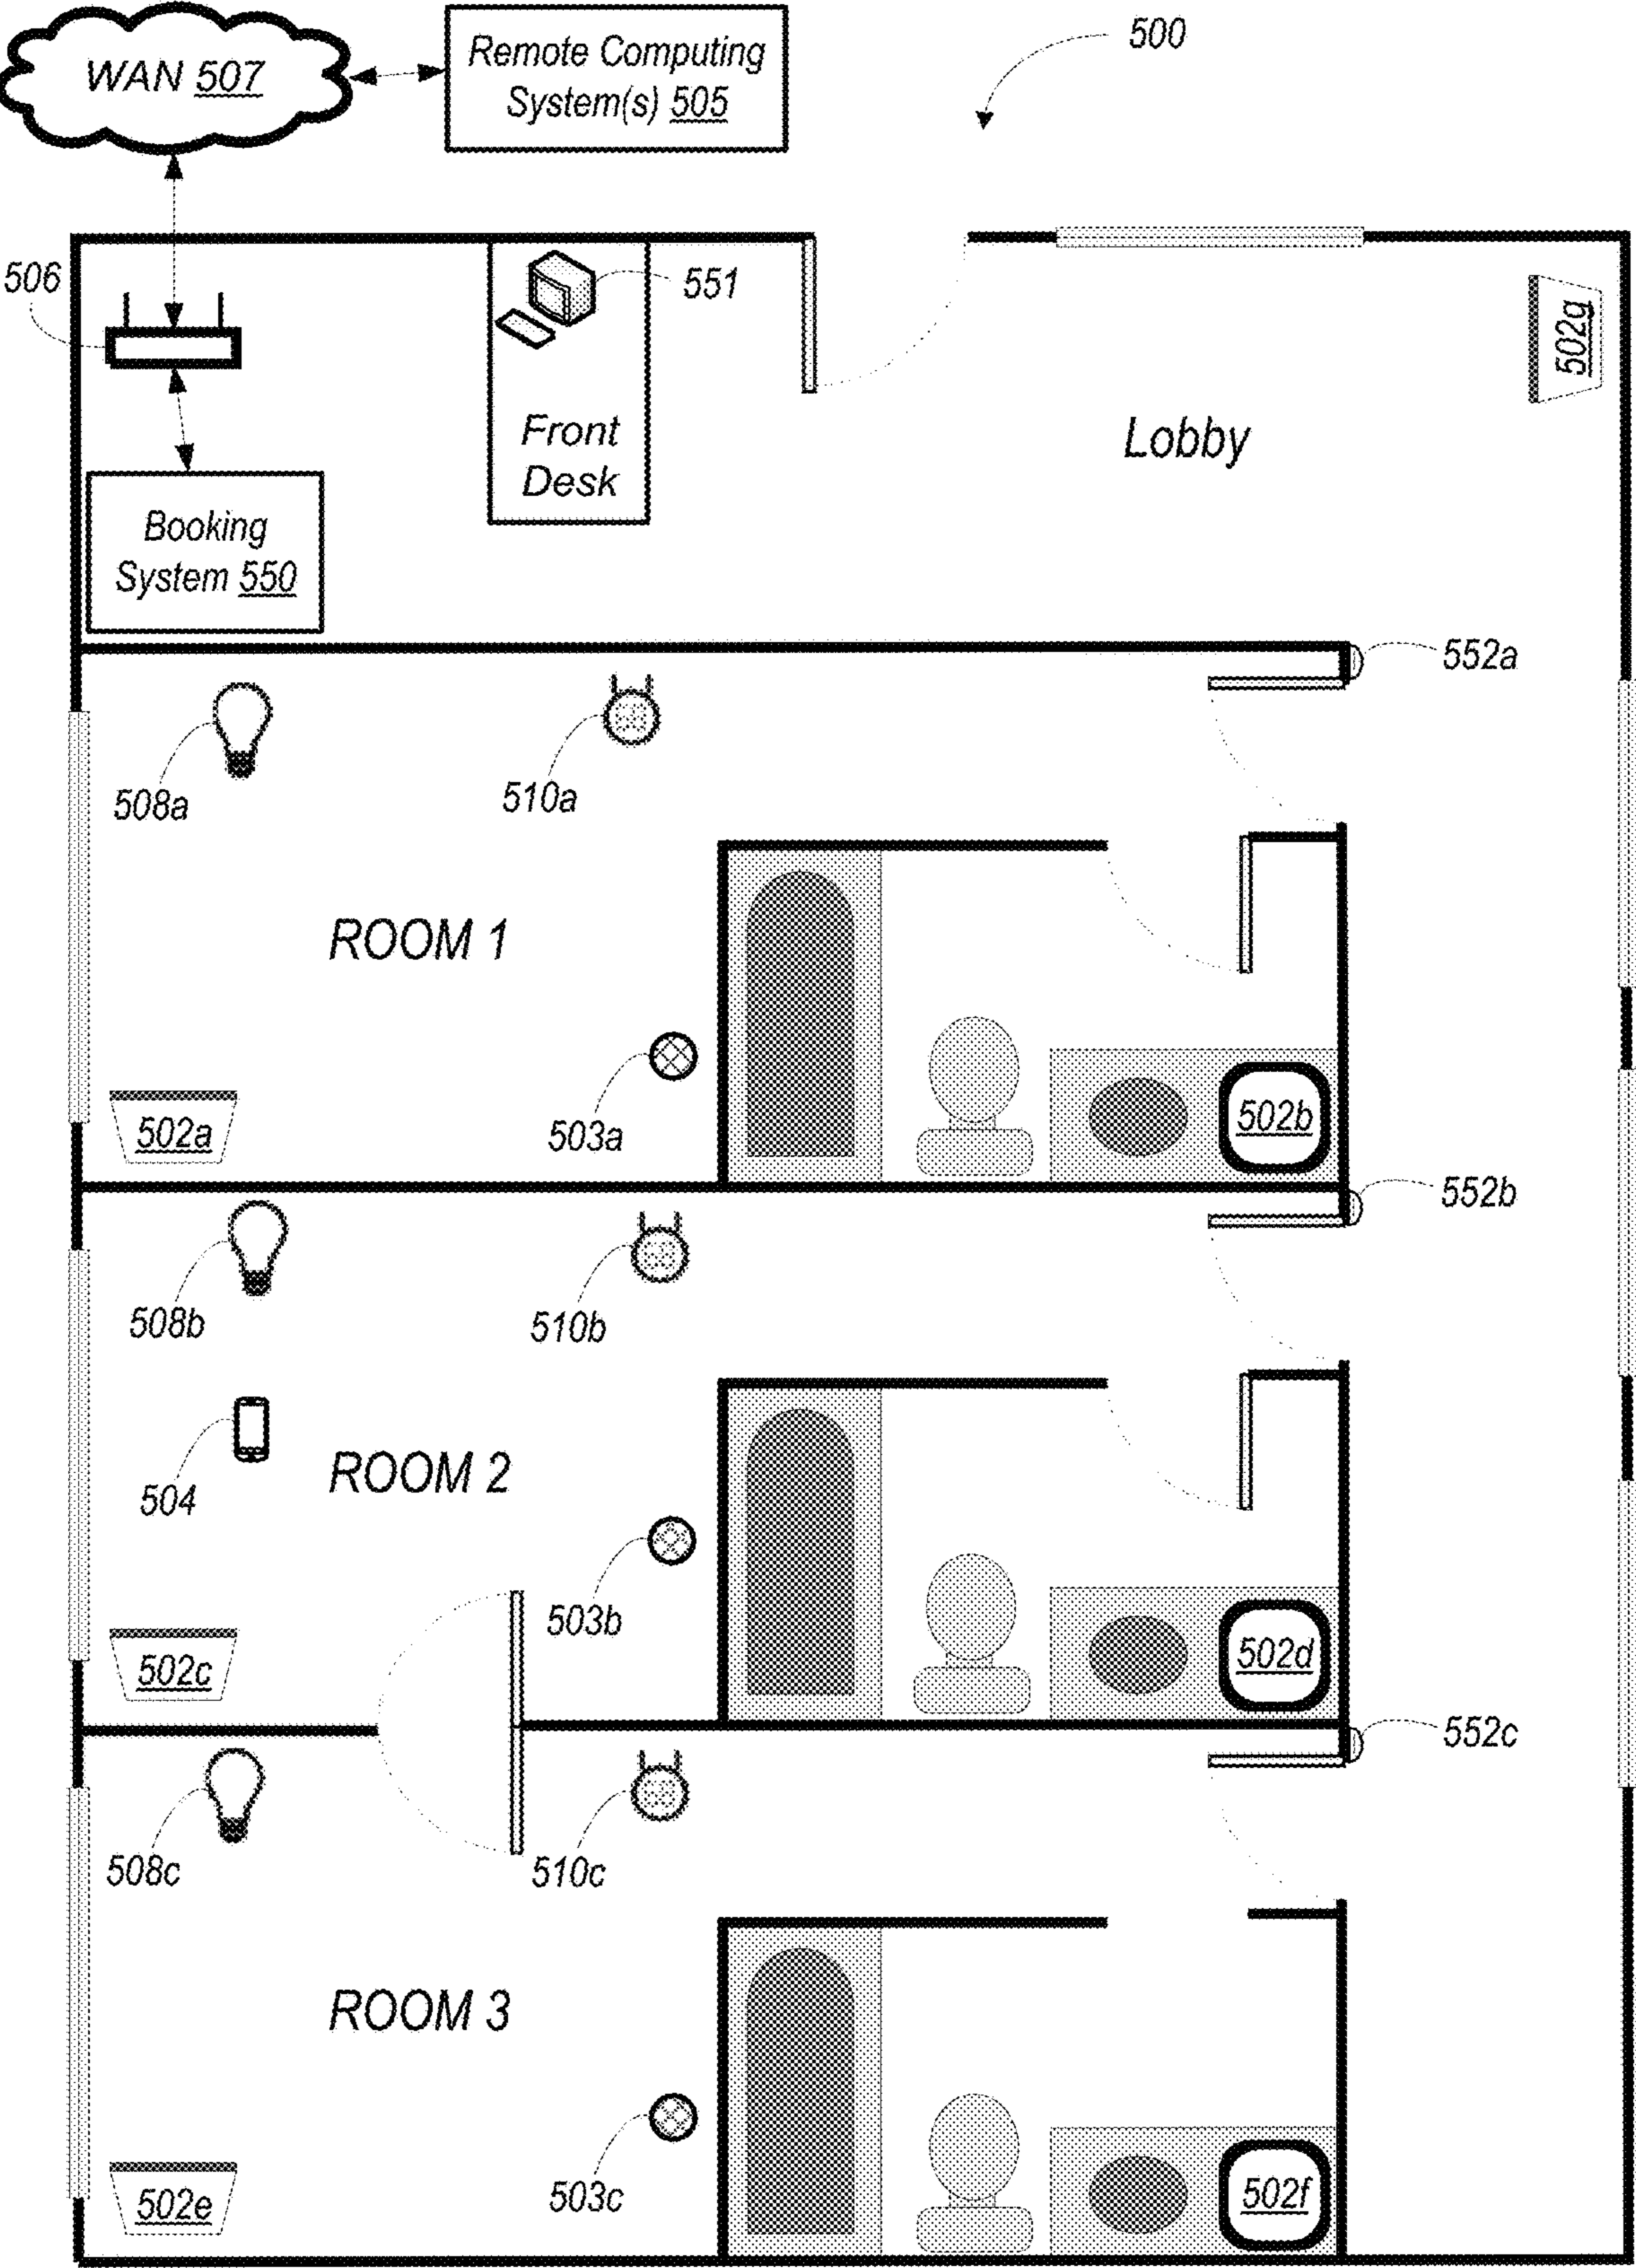 500
WAN 507
Remote Computing
System(s) 505
506
551
502g
Front
Desk
Lobby
Booking
System 550
552a
508a
510a
ROOM 1
503a
502a
502b
552b
508b
510b
504
ROOM 2
503b
502c
502d
552c
508c
510c
ROOM 3
503c
502e
502f